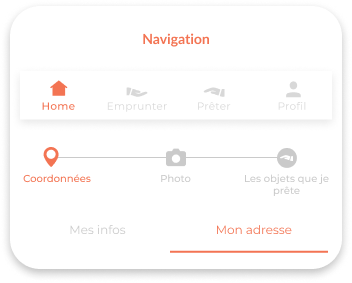 Navigation
Home Emprunter Prêter Profil
Coordonnées Photo Les objets que je
prête
Mes infos Mon adresse